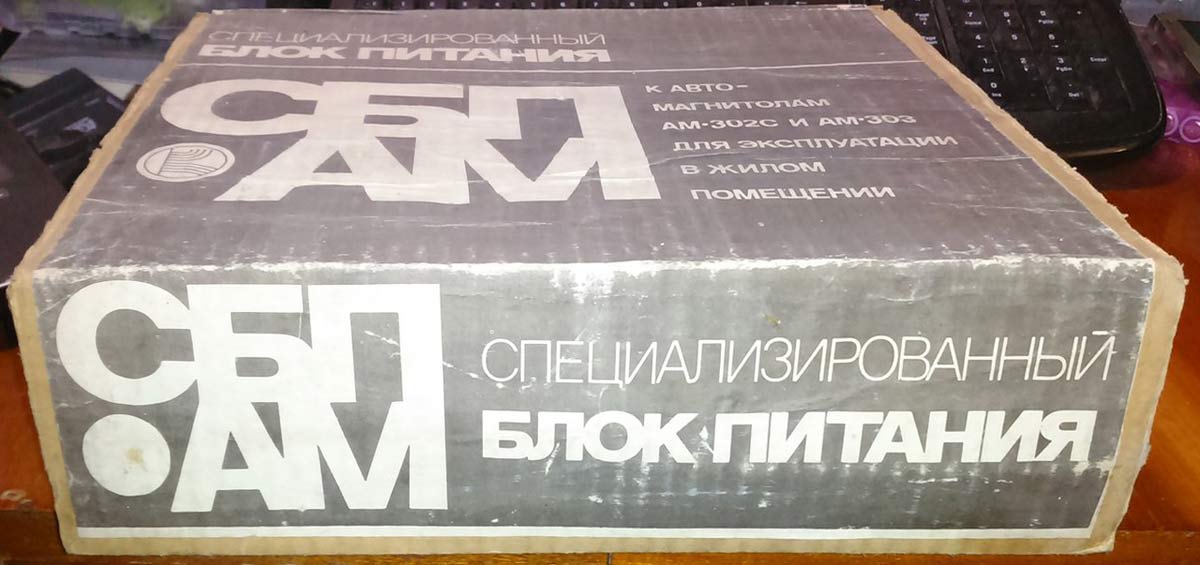 СПЕЦИАЛИЗИРОВАННЫЙ
БЛОК ПИТАНИЯ
СБП
АМ
К АВТО-
МАГНИТОЛАМ
АМ-302С И АМ-303
ДЛЯ ЭКСПЛУАТАЦИИ
В ЖИЛОМ
ПОМЕЩЕНИИ
СБП
АМ
СПЕЦИАЛИЗИРОВАННЫЙ
БЛОК ПИТАНИЯ